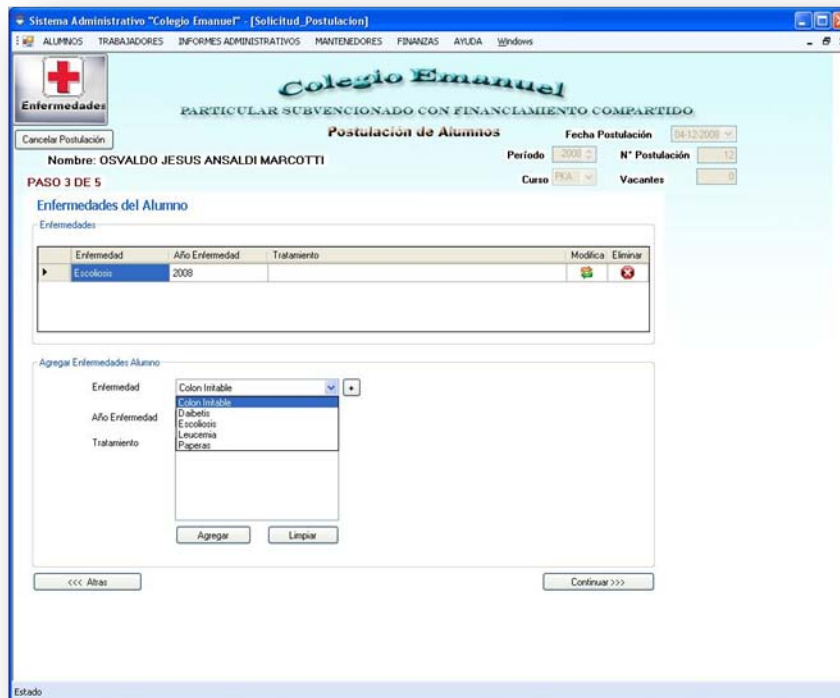 Sistema Administrativo "Colegio Emanuel" - [Solicitud_Postulacion]
ALUMNOS TRABAJADORES INFORMES ADMINISTRATIVOS MANTENEDORES FINANZAS AYUDA Windows
Colegio Emanuel
Enfermedades
PARTICULAR SUBVENCIONADO CON FINANCIAMIENTO COMPARTIDO
Cancelar Postulación
Postulación de Alumnos
Fecha Postulación 04-12-2008
Nombre: OSVALDO JESUS ANSALDI MARCOTTI
Período 2008 N° Postulación 12
PASO 3 DE 5
Curso PKA Vacantes 0
Enfermedades del Alumno
Enfermedades
Enfermedad Año Enfermedad Tratamiento Modifica Eliminar
Escoliosis 2008
Agregar Enfermedades Alumno
Enfermedad Colon Irritable +
Colon Irritable
Año Enfermedad Daibetis
Escoliosis
Tratamiento Leucemia
Paperas
Agregar Limpiar
<<< Atras Continuar >>>
Estado